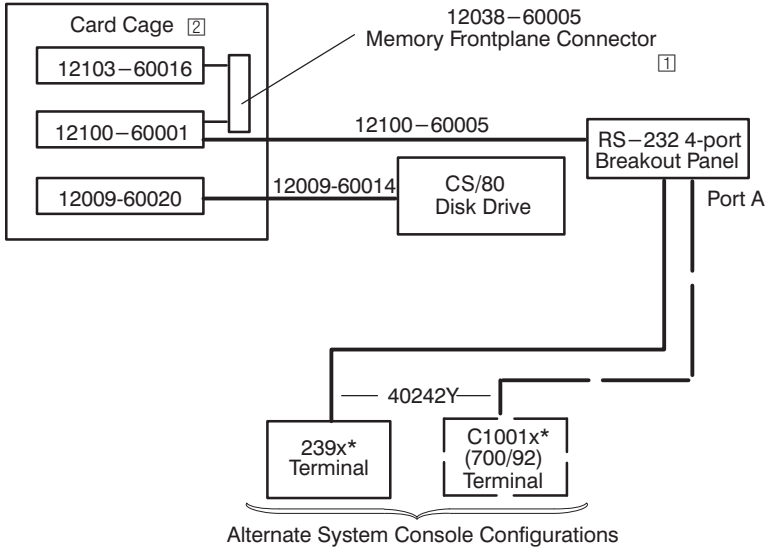 Card Cage 2
12038−60005
Memory Frontplane Connector
1
12103−60016
12100−60001
12100−60005
RS−232 4-port
Breakout Panel
12009-60020
12009-60014
CS/80
Disk Drive
Port A
40242Y
239x*
Terminal
C1001x*
(700/92)
Terminal
Alternate System Console Configurations